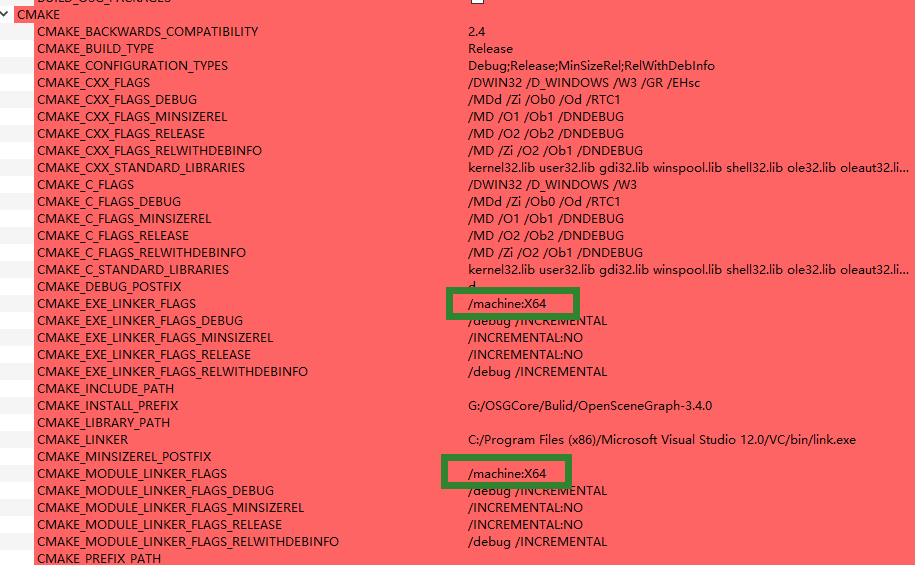 CMAKE
CMAKE_BACKWARDS_COMPATIBILITY 2.4
CMAKE_BUILD_TYPE Release
CMAKE_CONFIGURATION_TYPES Debug;Release;MinSizeRel;RelWithDebInfo
CMAKE_CXX_FLAGS /DWIN32 /D_WINDOWS /W3 /GR /EHsc
CMAKE_CXX_FLAGS_DEBUG /MDd /Zi /Ob0 /Od /RTC1
CMAKE_CXX_FLAGS_MINSIZEREL /MD /O1 /Ob1 /DNDEBUG
CMAKE_CXX_FLAGS_RELEASE /MD /O2 /Ob2 /DNDEBUG
CMAKE_CXX_FLAGS_RELWITHDEBINFO /MD /Zi /O2 /Ob1 /DNDEBUG
CMAKE_CXX_STANDARD_LIBRARIES kernel32.lib user32.lib gdi32.lib winspool.lib shell32.lib ole32.lib oleaut32.li...
CMAKE_C_FLAGS /DWIN32 /D_WINDOWS /W3
CMAKE_C_FLAGS_DEBUG /MDd /Zi /Ob0 /Od /RTC1
CMAKE_C_FLAGS_MINSIZEREL /MD /O1 /Ob1 /DNDEBUG
CMAKE_C_FLAGS_RELEASE /MD /O2 /Ob2 /DNDEBUG
CMAKE_C_FLAGS_RELWITHDEBINFO /MD /Zi /O2 /Ob1 /DNDEBUG
CMAKE_C_STANDARD_LIBRARIES kernel32.lib user32.lib gdi32.lib winspool.lib shell32.lib ole32.lib oleaut32.li...
CMAKE_DEBUG_POSTFIX d
CMAKE_EXE_LINKER_FLAGS /machine:X64
CMAKE_EXE_LINKER_FLAGS_DEBUG /debug /INCREMENTAL
CMAKE_EXE_LINKER_FLAGS_MINSIZEREL /INCREMENTAL:NO
CMAKE_EXE_LINKER_FLAGS_RELEASE /INCREMENTAL:NO
CMAKE_EXE_LINKER_FLAGS_RELWITHDEBINFO /debug /INCREMENTAL
CMAKE_INCLUDE_PATH
CMAKE_INSTALL_PREFIX G:/OSGCore/Bulid/OpenSceneGraph-3.4.0
CMAKE_LIBRARY_PATH
CMAKE_LINKER C:/Program Files (x86)/Microsoft Visual Studio 12.0/VC/bin/link.exe
CMAKE_MINSIZEREL_POSTFIX
CMAKE_MODULE_LINKER_FLAGS /machine:X64
CMAKE_MODULE_LINKER_FLAGS_DEBUG /debug /INCREMENTAL
CMAKE_MODULE_LINKER_FLAGS_MINSIZEREL /INCREMENTAL:NO
CMAKE_MODULE_LINKER_FLAGS_RELEASE /INCREMENTAL:NO
CMAKE_MODULE_LINKER_FLAGS_RELWITHDEBINFO /debug /INCREMENTAL
CMAKE_PREFIX_PATH